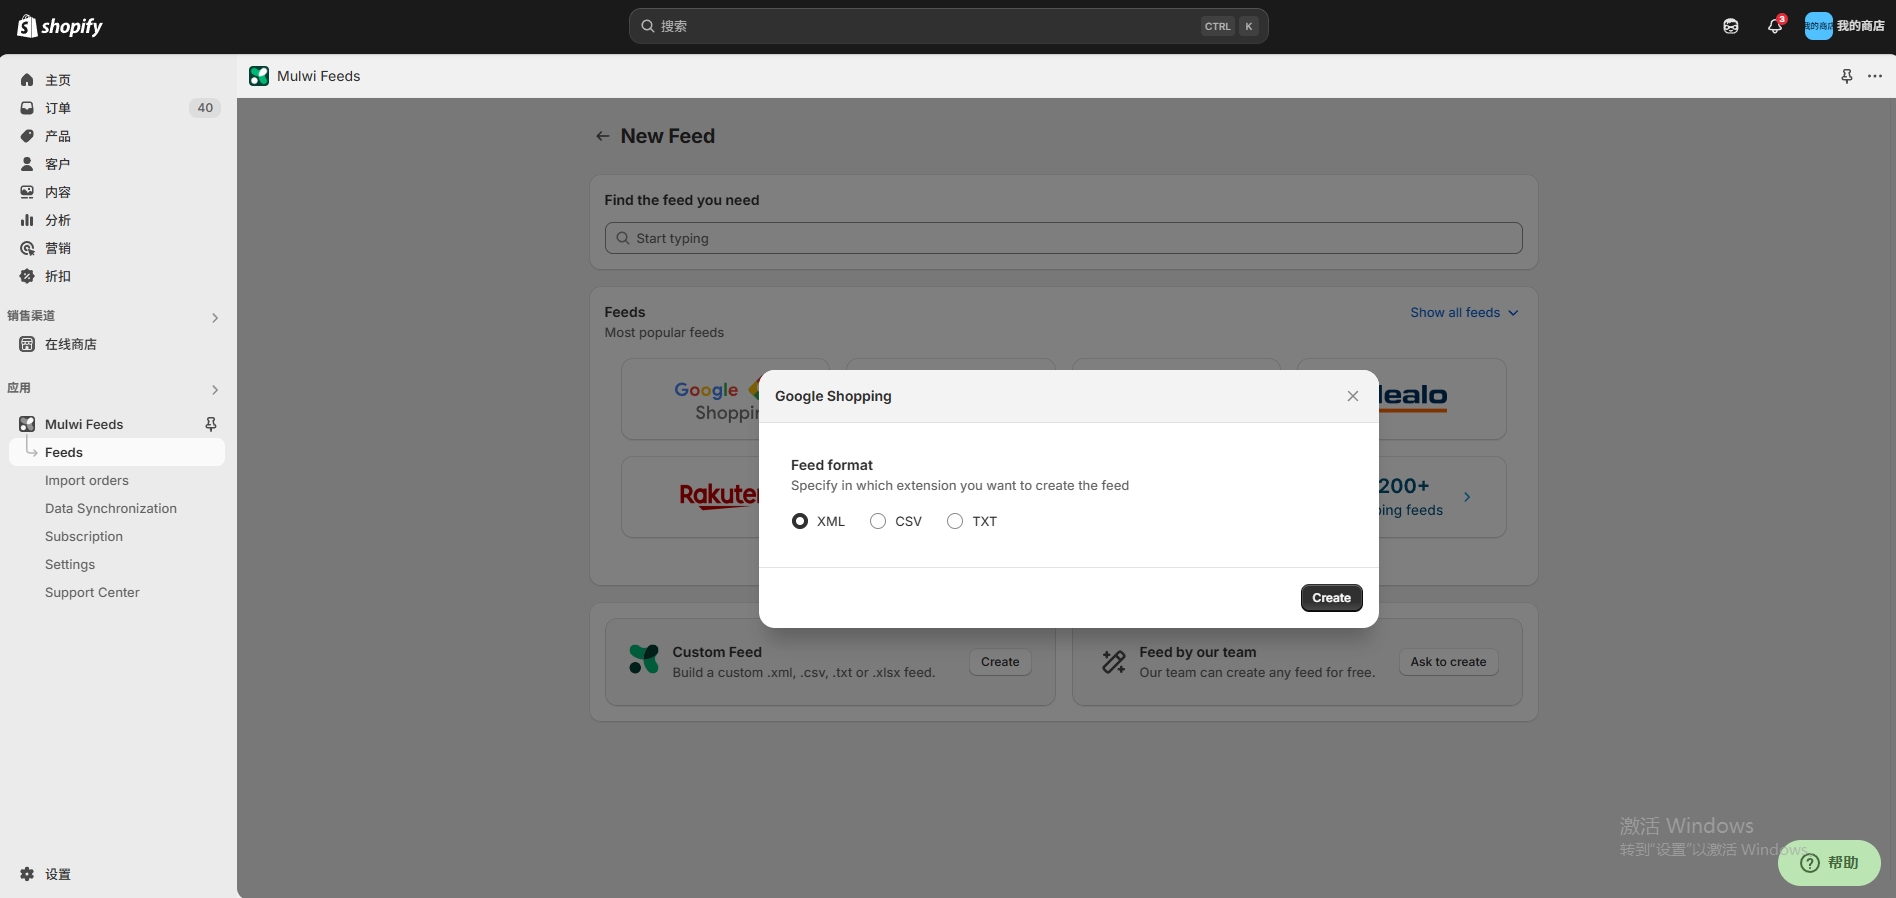 shopify
搜索
CTRL K
3
我的商店
我的商店
主页
订单 40
产品
客户
内容
分析
营销
折扣
销售渠道
在线商店
应用
Mulwi Feeds
Feeds
Import orders
Data Synchronization
Subscription
Settings
Support Center
设置
Mulwi Feeds
New Feed
Find the feed you need
Start typing
Feeds
Show all feeds
Most popular feeds
Google
Shoppin
ealo
Rakute
200+
ing feeds
Google Shopping
Feed format
Specify in which extension you want to create the feed
XML CSV TXT
Create
Custom Feed
Build a custom .xml, .csv, .txt or .xlsx feed.
Create
Feed by our team
Our team can create any feed for free.
Ask to create
激活 Windows
转到“设置”以激活 Windows。
帮助